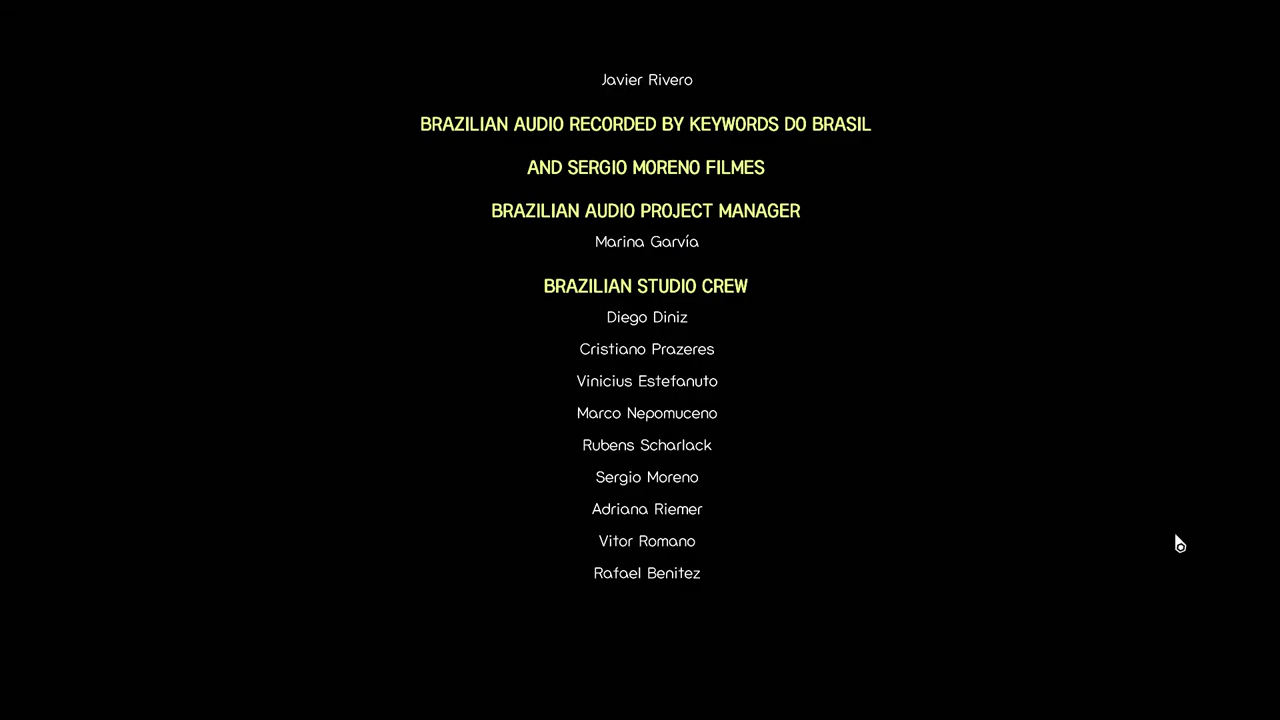 Javier Rivero
BRAZILIAN AUDIO RECORDED BY KEYWORDS DO BRASIL
AND SERGIO MORENO FILMES
BRAZILIAN AUDIO PROJECT MANAGER
Marina Garvía
BRAZILIAN STUDIO CREW
Diego Diniz
Cristiano Prazeres
Vinicius Estefanuto
Marco Nepomuceno
Rubens Scharlack
Sergio Moreno
Adriana Riemer
Vitor Romano
Rafael Benitez